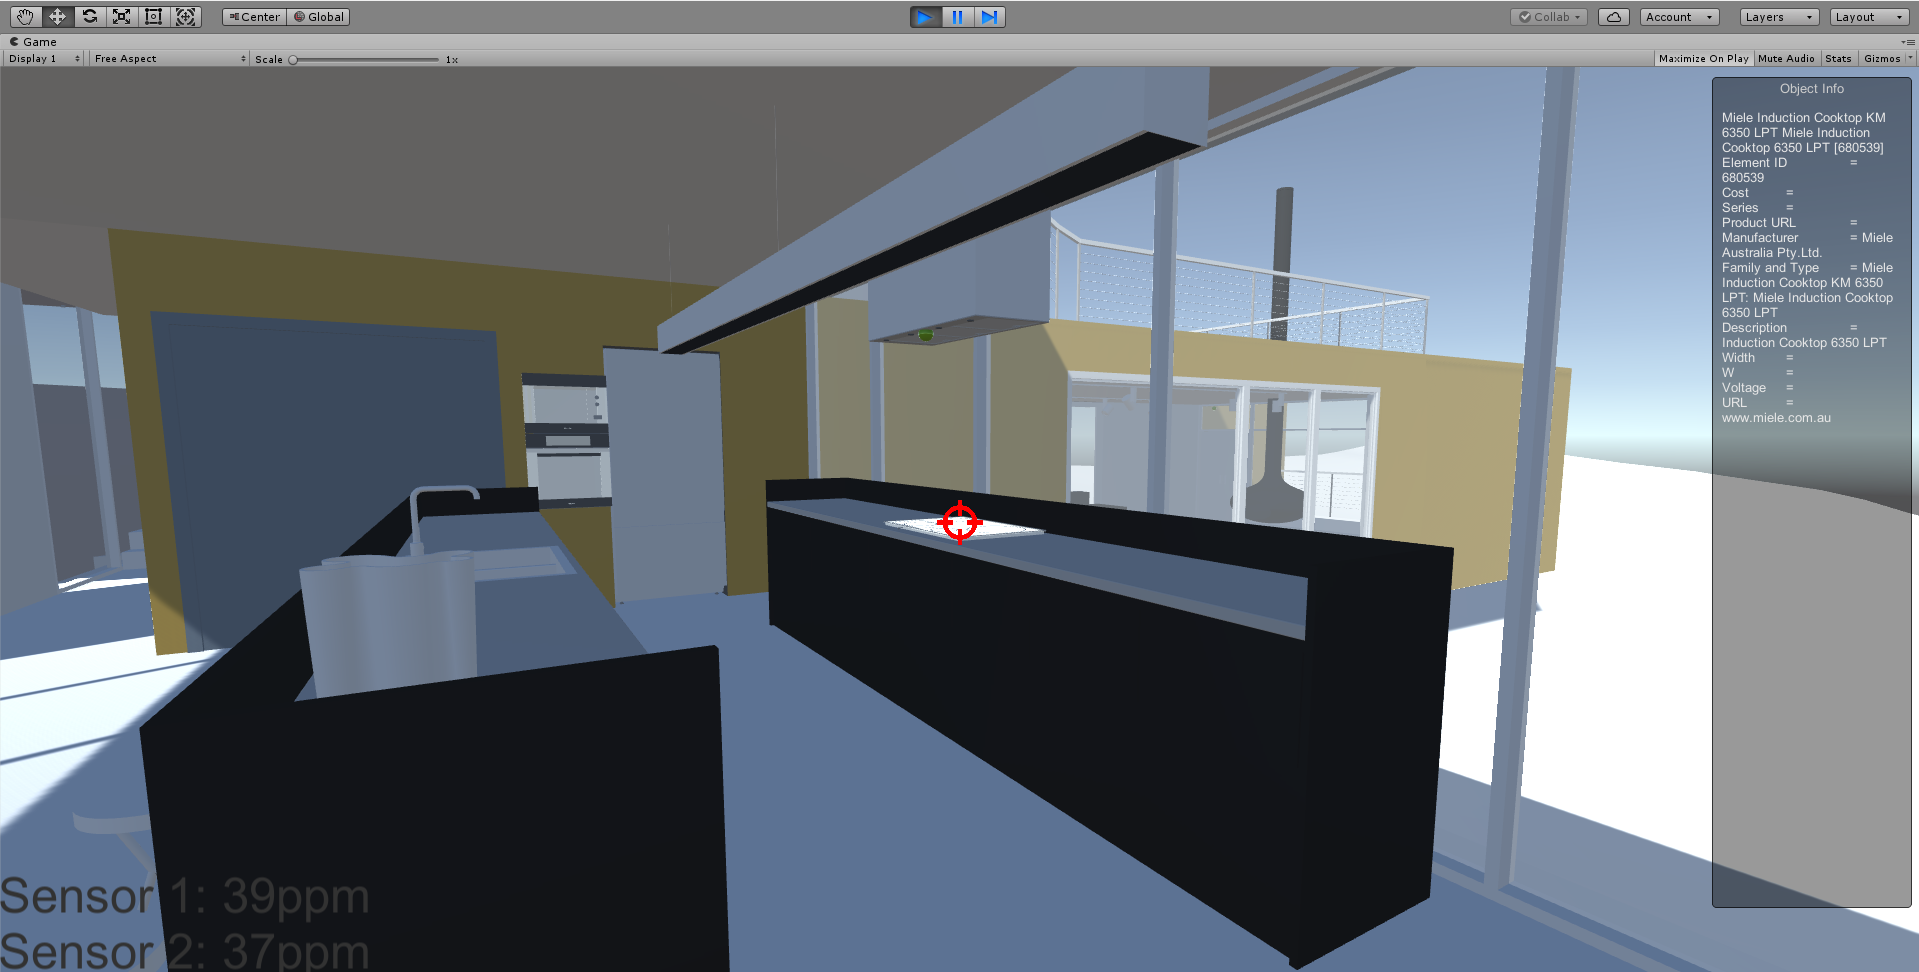 Center Global Collab Account Layers Layout
Game
Display 1 Free Aspect Scale 1x Maximize On Play Mute Audio Stats Gizmos
Object Info
Miele Induction Cooktop KM
6350 LPT Miele Induction
Cooktop 6350 LPT [680539]
Element ID =
680539
Cost =
Series =
Product URL =
Manufacturer = Miele
Australia Pty.Ltd.
Family and Type = Miele
Induction Cooktop KM 6350
LPT: Miele Induction Cooktop
6350 LPT
Description =
Induction Cooktop 6350 LPT
Width =
W =
Voltage =
URL =
www.miele.com.au
Sensor 1: 39ppm
Sensor 2: 37ppm